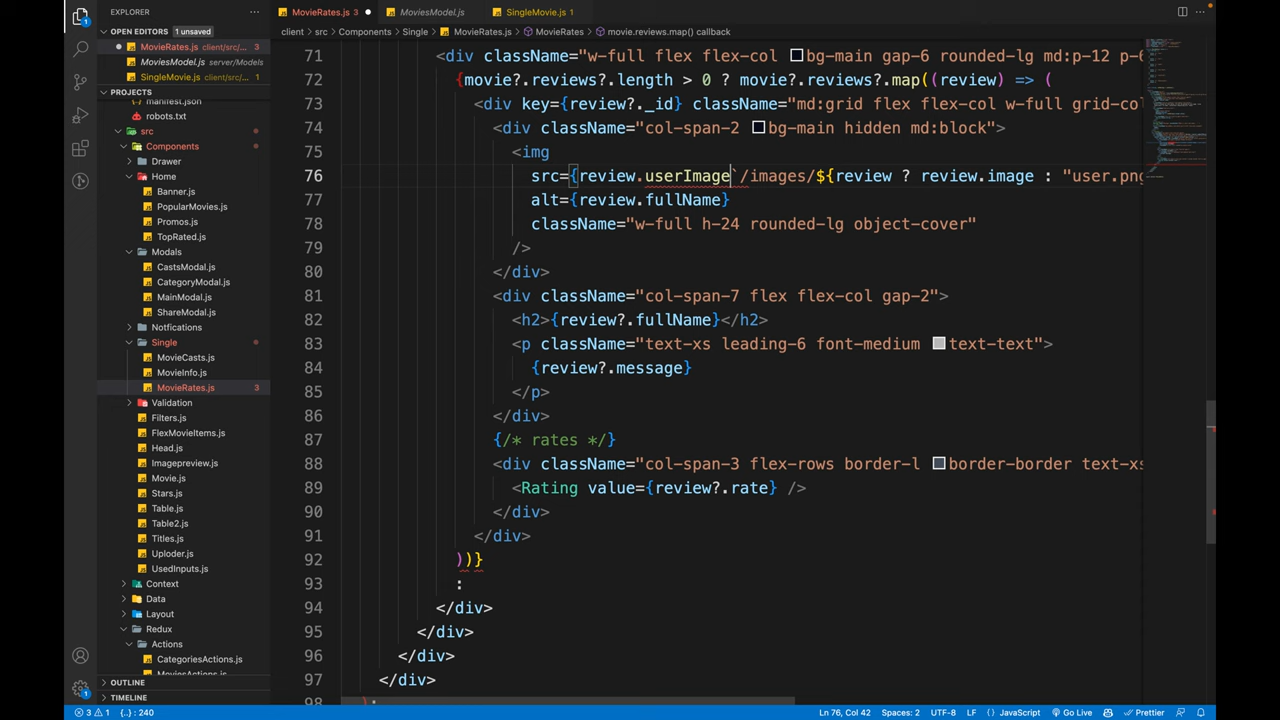 EXPLORER
MovieRates.js 3
MoviesModel.js
SingleMovie.js 1
OPEN EDITORS 1 unsaved
MovieRates.js client/src/... 3
MoviesModel.js server/Models
SingleMovie.js client/src/... 1
PROJECTS
manifest.json
robots.txt
src
Components
Drawer
Home
Banner.js
PopularMovies.js
Promos.js
TopRated.js
Modals
CastsModal.js
CategoryModal.js
MainModal.js
ShareModal.js
Notfications
Single
MovieCasts.js
MovieInfo.js
MovieRates.js 3
Validation
Filters.js
FlexMovieItems.js
Head.js
Imagepreview.js
Movie.js
Stars.js
Table.js
Table2.js
Titles.js
Uploder.js
UsedInputs.js
Context
Data
Layout
Redux
Actions
CategoriesActions.js
MoviesActions.js
OUTLINE
TIMELINE
client > src > Components > Single > MovieRates.js > MovieRates > movie.reviews.map() callback
71 <div className="w-full flex flex-col bg-main gap-6 rounded-lg md:p-12 p-6
72 {movie?.reviews?.length > 0 ? movie?.reviews?.map((review) => (
73 <div key={review?._id} className="md:grid flex flex-col w-full grid-col
74 <div className="col-span-2 bg-main hidden md:block">
75 <img
76 src={review.userImage`/images/${review ? review.image : "user.png
77 alt={review.fullName}
78 className="w-full h-24 rounded-lg object-cover"
79 />
80 </div>
81 <div className="col-span-7 flex flex-col gap-2">
82 <h2>{review?.fullName}</h2>
83 <p className="text-xs leading-6 font-medium text-text">
84 {review?.message}
85 </p>
86 </div>
87 {/* rates */}
88 <div className="col-span-3 flex-rows border-l border-border text-xs
89 <Rating value={review?.rate} />
90 </div>
91 </div>
92 ))}
93 :
94 </div>
95 </div>
96 </div>
97 </div>
98 );
3 1 {..} : 240
Ln 76, Col 42 Spaces: 2 UTF-8 LF {} JavaScript Go Live Prettier
1